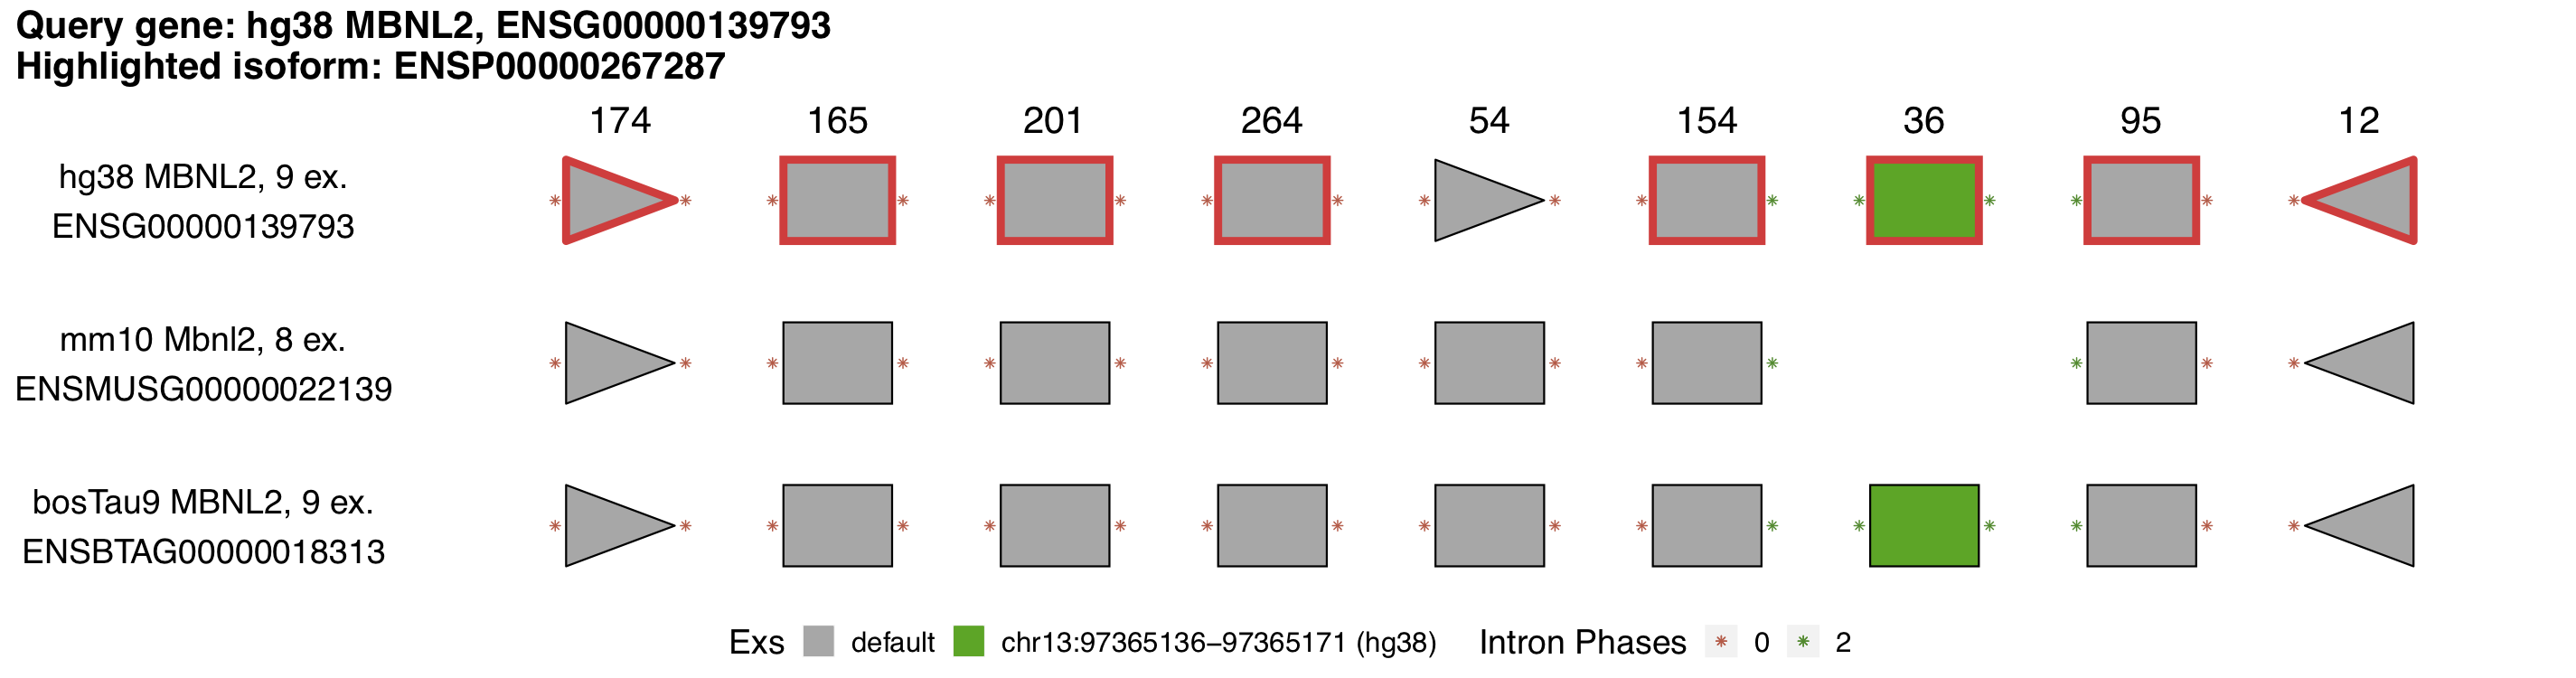 Query gene: hg38 MBNL2, ENSG00000139793
Highlighted isoform: ENSP00000267287
174 165 201 264 54 154 36 95 12
hg38 MBNL2, 9 ex.
ENSG00000139793
mm10 Mbnl2, 8 ex.
ENSMUSG00000022139
bosTau9 MBNL2, 9 ex.
ENSBTAG00000018313
Exs default chr13:97365136−97365171 (hg38) Intron Phases 0 2